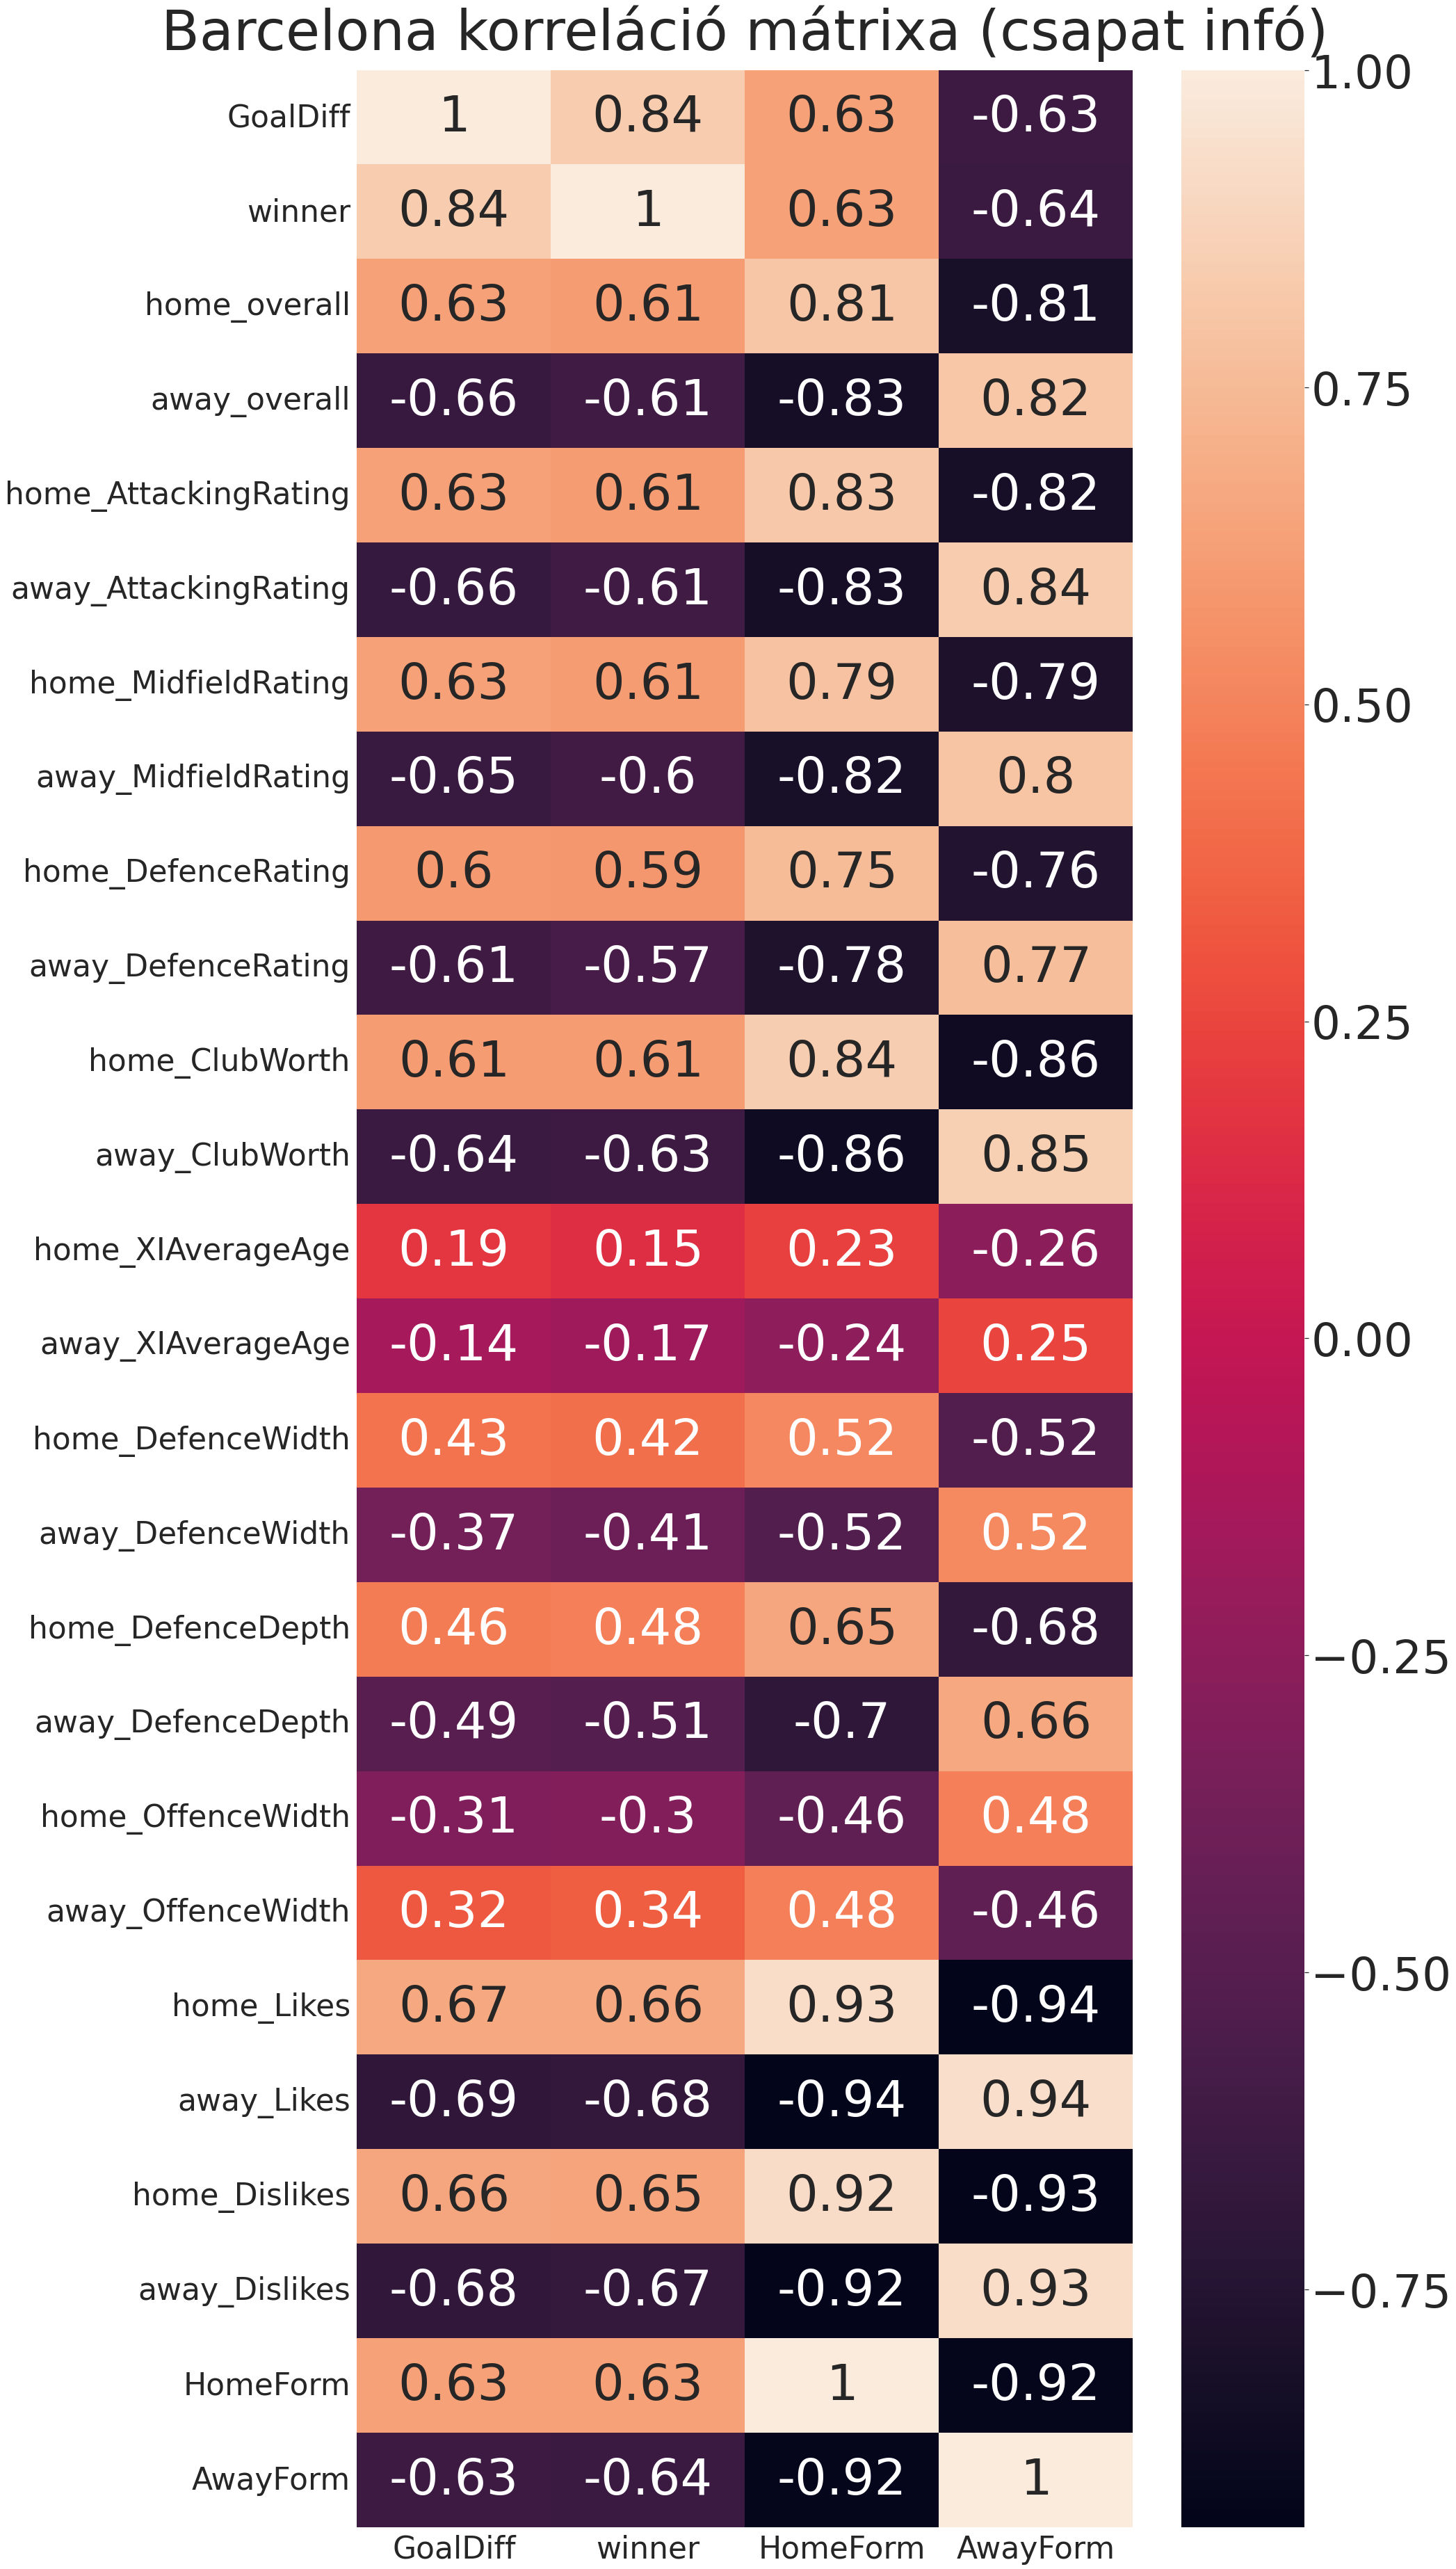 Barcelona korreláció mátrixa (csapat infó)
GoalDiff 1 0.84 0.63 -0.63
winner 0.84 1 0.63 -0.64
home_overall 0.63 0.61 0.81 -0.81
away_overall -0.66 -0.61 -0.83 0.82
home_AttackingRating 0.63 0.61 0.83 -0.82
away_AttackingRating -0.66 -0.61 -0.83 0.84
home_MidfieldRating 0.63 0.61 0.79 -0.79
away_MidfieldRating -0.65 -0.6 -0.82 0.8
home_DefenceRating 0.6 0.59 0.75 -0.76
away_DefenceRating -0.61 -0.57 -0.78 0.77
home_ClubWorth 0.61 0.61 0.84 -0.86
away_ClubWorth -0.64 -0.63 -0.86 0.85
home_XIAverageAge 0.19 0.15 0.23 -0.26
away_XIAverageAge -0.14 -0.17 -0.24 0.25
home_DefenceWidth 0.43 0.42 0.52 -0.52
away_DefenceWidth -0.37 -0.41 -0.52 0.52
home_DefenceDepth 0.46 0.48 0.65 -0.68
away_DefenceDepth -0.49 -0.51 -0.7 0.66
home_OffenceWidth -0.31 -0.3 -0.46 0.48
away_OffenceWidth 0.32 0.34 0.48 -0.46
home_Likes 0.67 0.66 0.93 -0.94
away_Likes -0.69 -0.68 -0.94 0.94
home_Dislikes 0.66 0.65 0.92 -0.93
away_Dislikes -0.68 -0.67 -0.92 0.93
HomeForm 0.63 0.63 1 -0.92
AwayForm -0.63 -0.64 -0.92 1
GoalDiff winner HomeForm AwayForm
1.00
0.75
0.50
0.25
0.00
−0.25
−0.50
−0.75